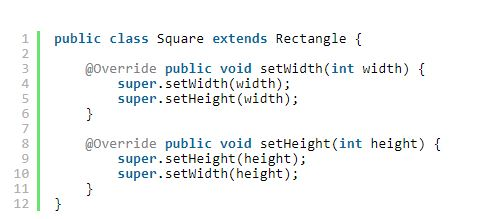 1 public class Square extends Rectangle {
2
3 @Override public void setWidth(int width) {
4 super.setWidth(width);
5 super.setHeight(width);
6 }
7
8 @Override public void setHeight(int height) {
9 super.setHeight(height);
10 super.setWidth(height);
11 }
12 }